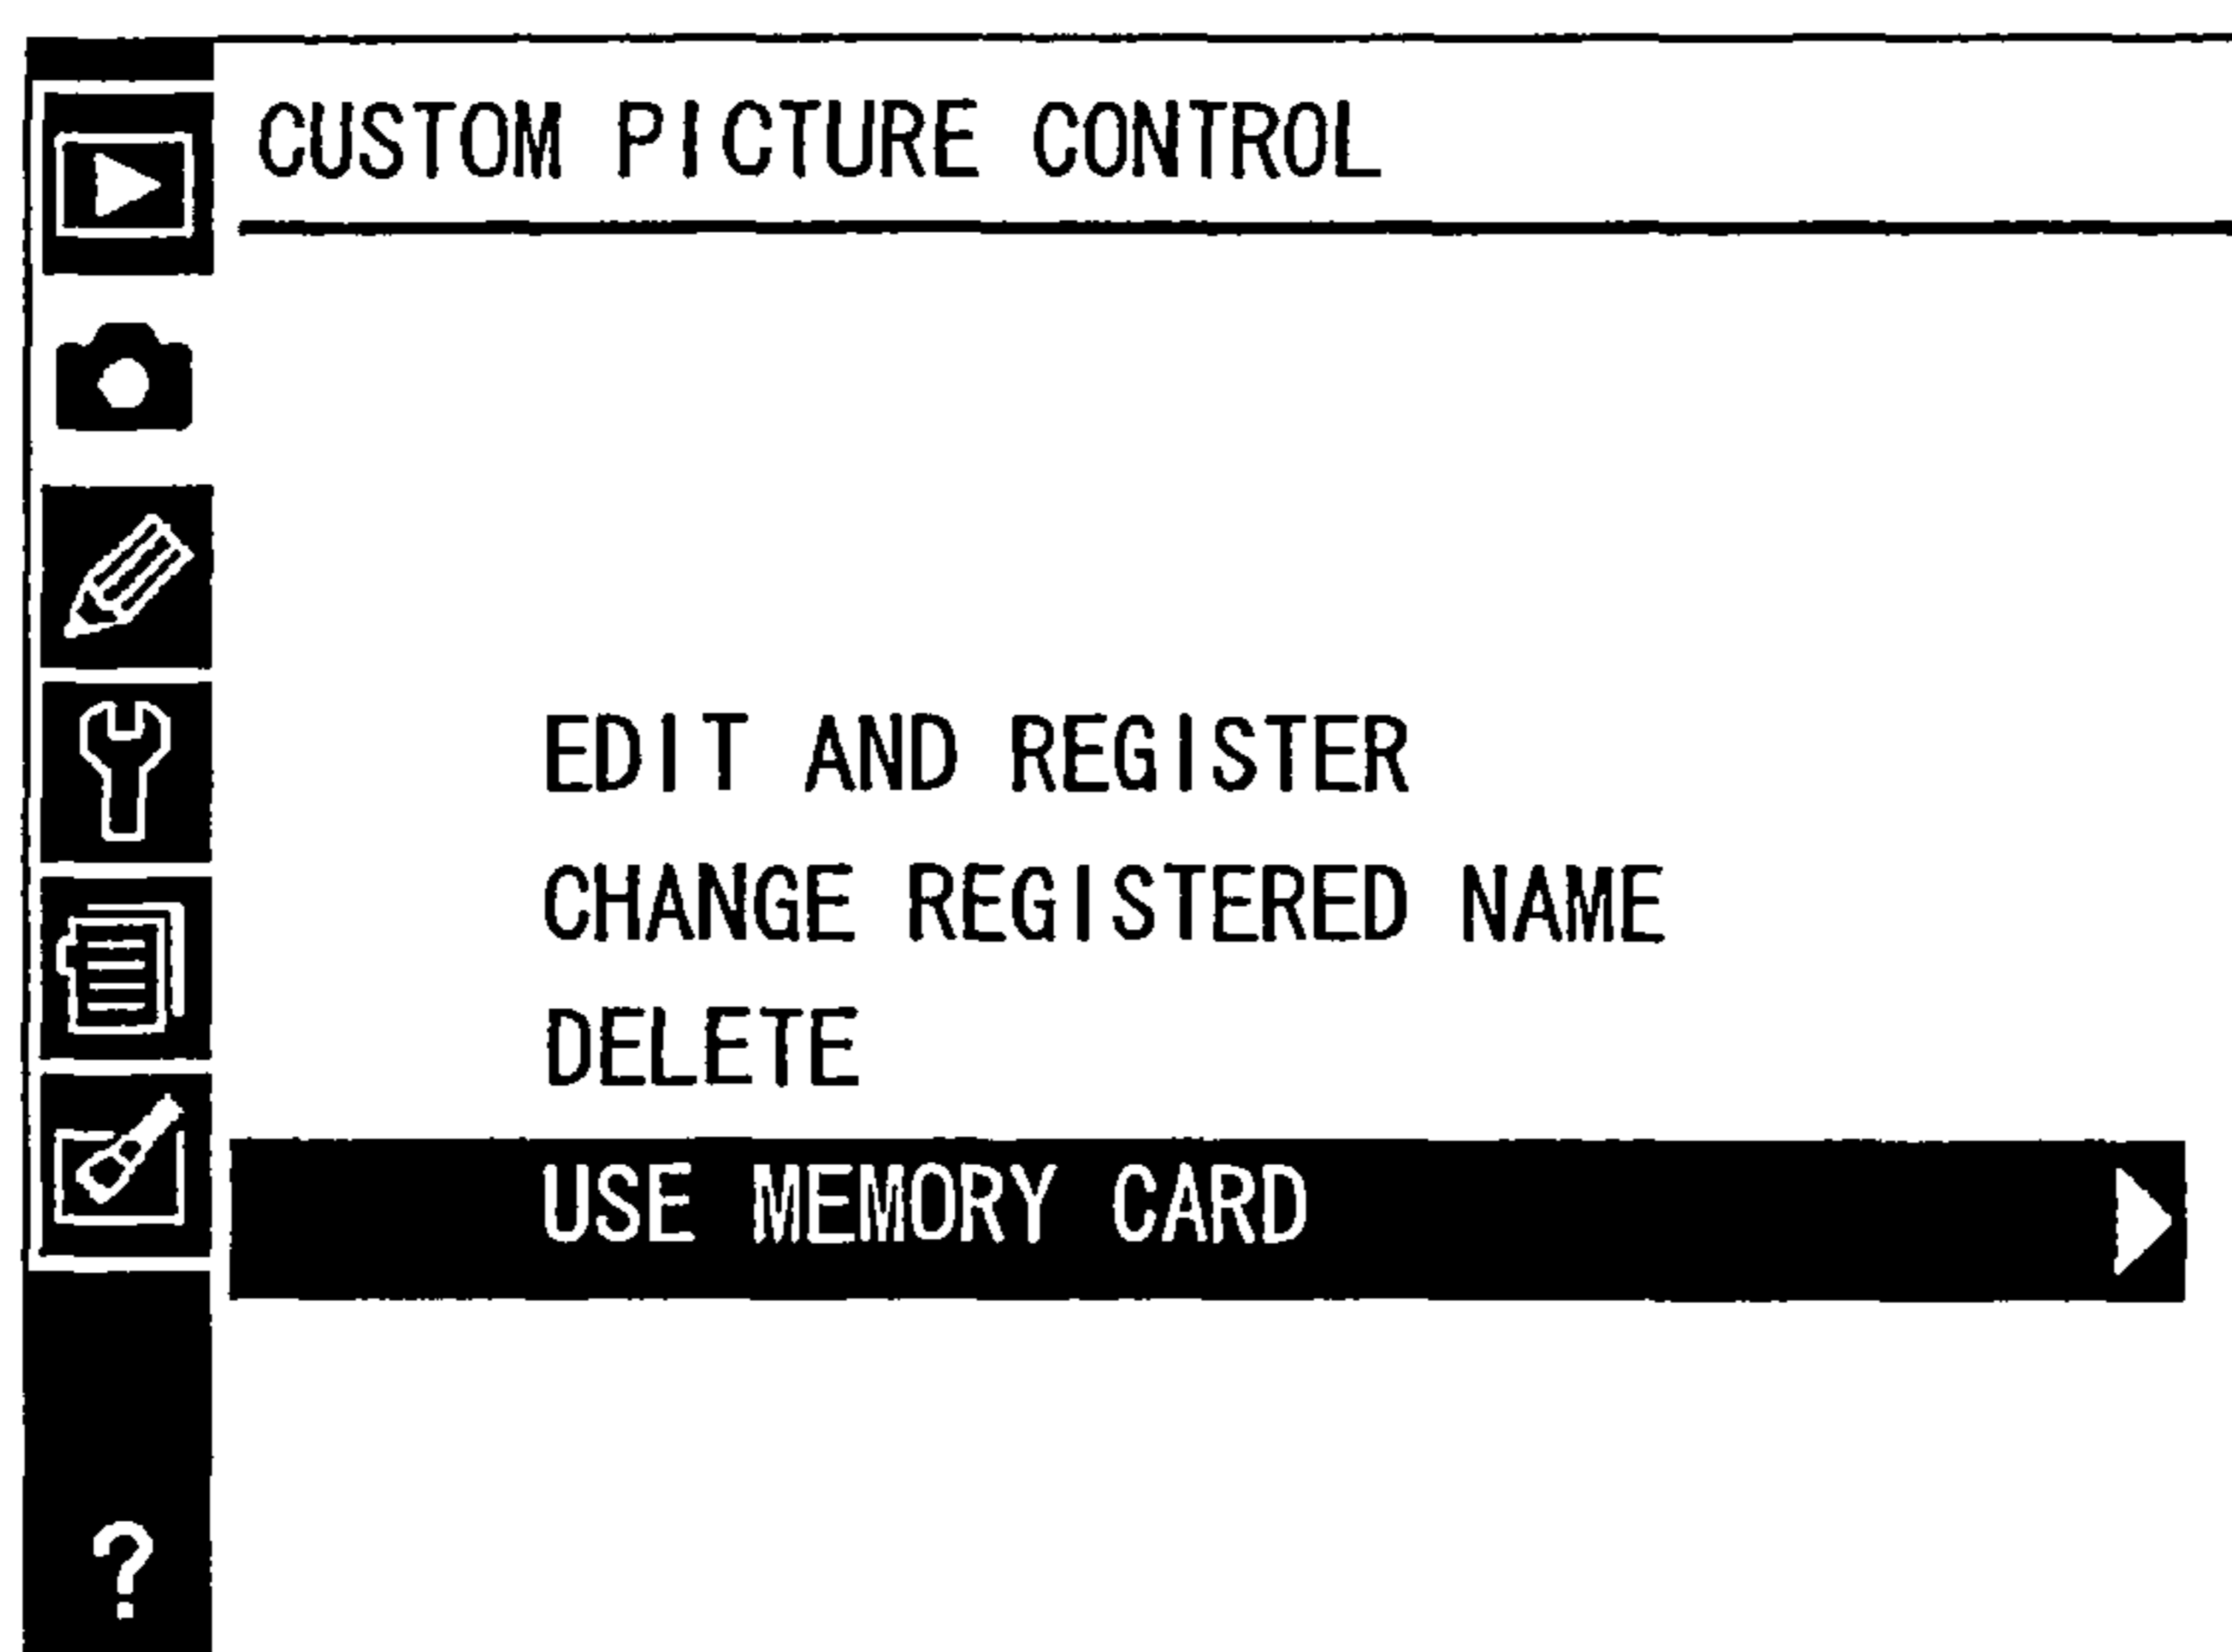 CUSTOM PICTURE CONTROL
EDIT AND REGISTER
CHANGE REGISTERED NAME
DELETE
USE MEMORY CARD
?